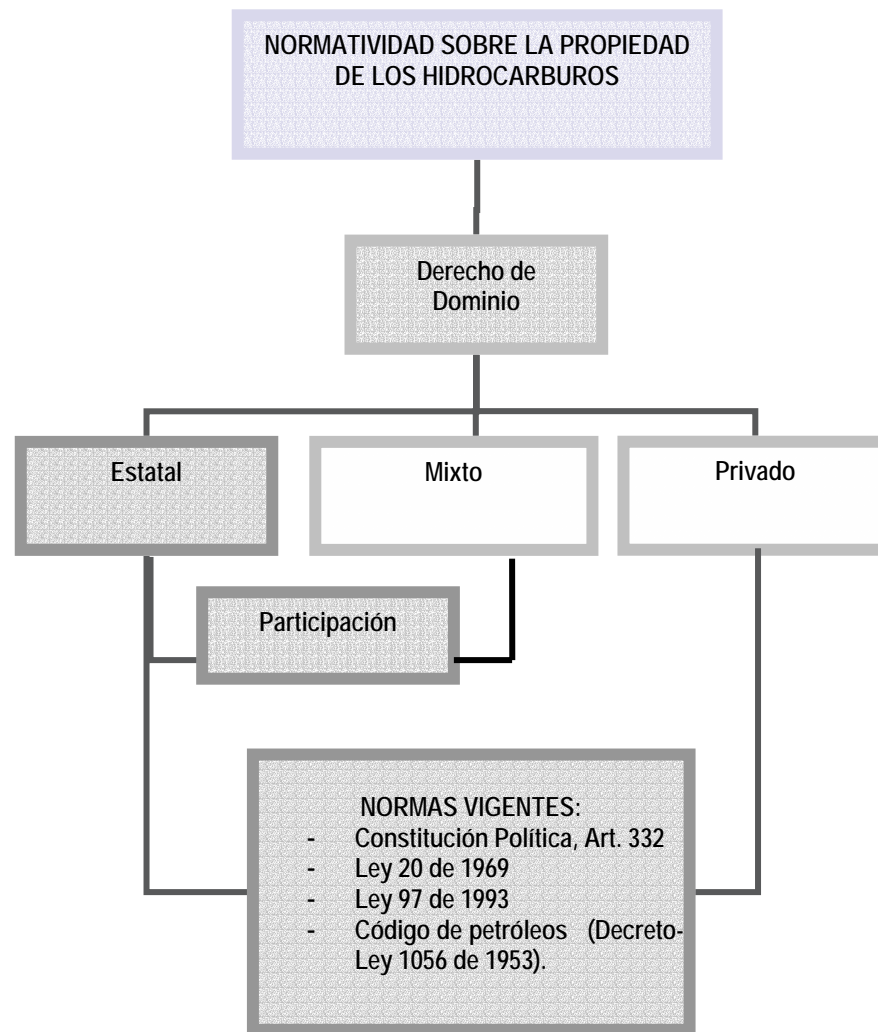 NORMATIVIDAD SOBRE LA PROPIEDAD
DE LOS HIDROCARBUROS
Derecho de
Dominio
Estatal
Mixto
Privado
Participación
NORMAS VIGENTES:
- Constitución Política, Art. 332
- Ley 20 de 1969
- Ley 97 de 1993
- Código de petróleos (Decreto-
Ley 1056 de 1953).